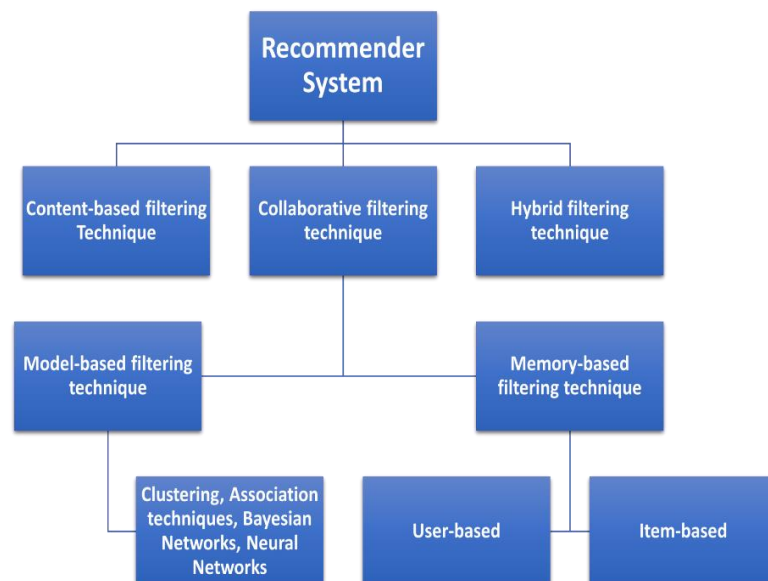 Recommender
System
Content-based filtering
Technique
Collaborative filtering
technique
Hybrid filtering
technique
Model-based filtering
technique
Memory-based
filtering technique
Clustering, Association
techniques, Bayesian
Networks, Neural
Networks
User-based
Item-based